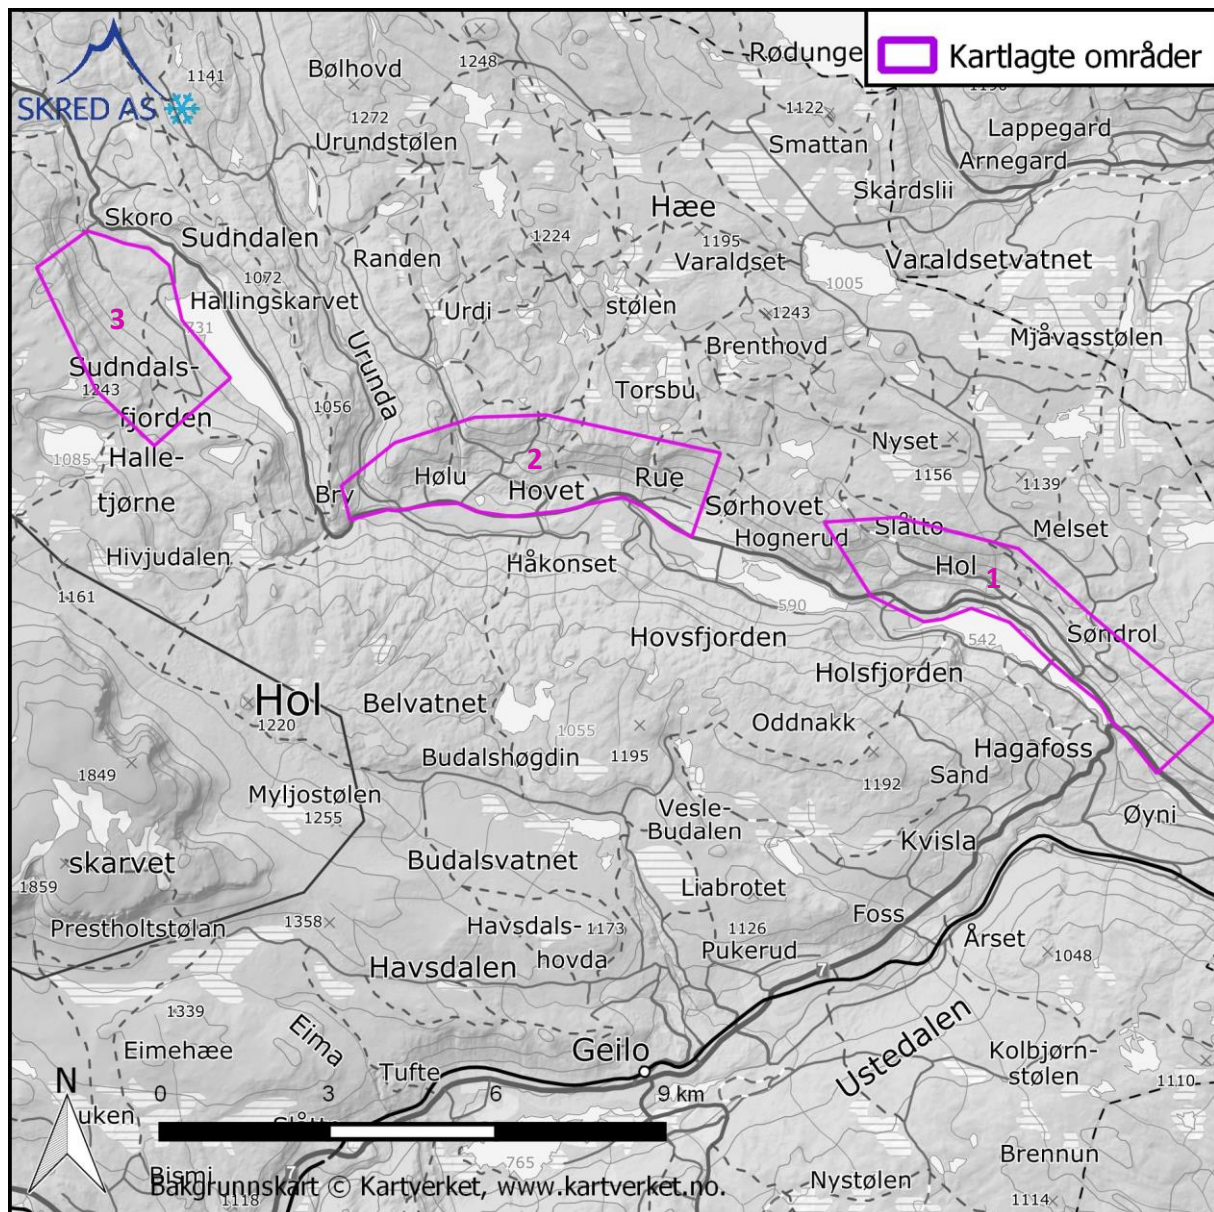 SKRED AS
Kartlagte områder
Rødunge
1248
1141
Bølhovd
1272
1122
Lappegard
Urundstølen
Smattan
Arnegard
Skardslii
Skoro
Hæe
Sudndalen
1224
1195
Randen
Varaldset
Varaldsetvatnet
1072
1005
Hallingskarvet
stølen
Urdi
1243
3
731
Mjåvasstølen
Brenthovd
Sudndals-
Urunda
1243
Torsbu
fjorden
1056
Nyset
1085
Halle-
2
1156
Hølu
Rue
1139
Bry
Hovet
tjørne
Sørhovet
Slåtto
Melset
Hognerud
Hivjudalen
Håkonset
Hol
1
1161
590
Hovsfjorden
542
Søndrol
Holsfjorden
Hol
Belvatnet
1220
1055
Oddnakk
Hagafoss
Budalshøgdin
1195
1849
Sand
1192
Myljostølen
Vesle-
1255
Budalen
Øyni
Kvisla
skarvet
Budalsvatnet
1859
Liabrotet
Foss
Prestholtstølan
1358
Havsdals-
1173
1126
Årset
Pukerud
hovda
1048
Havsdalen
7
1339
Eima
Ustedalen
Eimehæe
Geilo
Kolbjørn-
stølen
Tufte
N
0
3
6
9 km
1110
uken
Brennun
765
7
Bismi
Nystølen
1118
1114
Bakgrunnskart © Kartverket, www.kartverket.no.